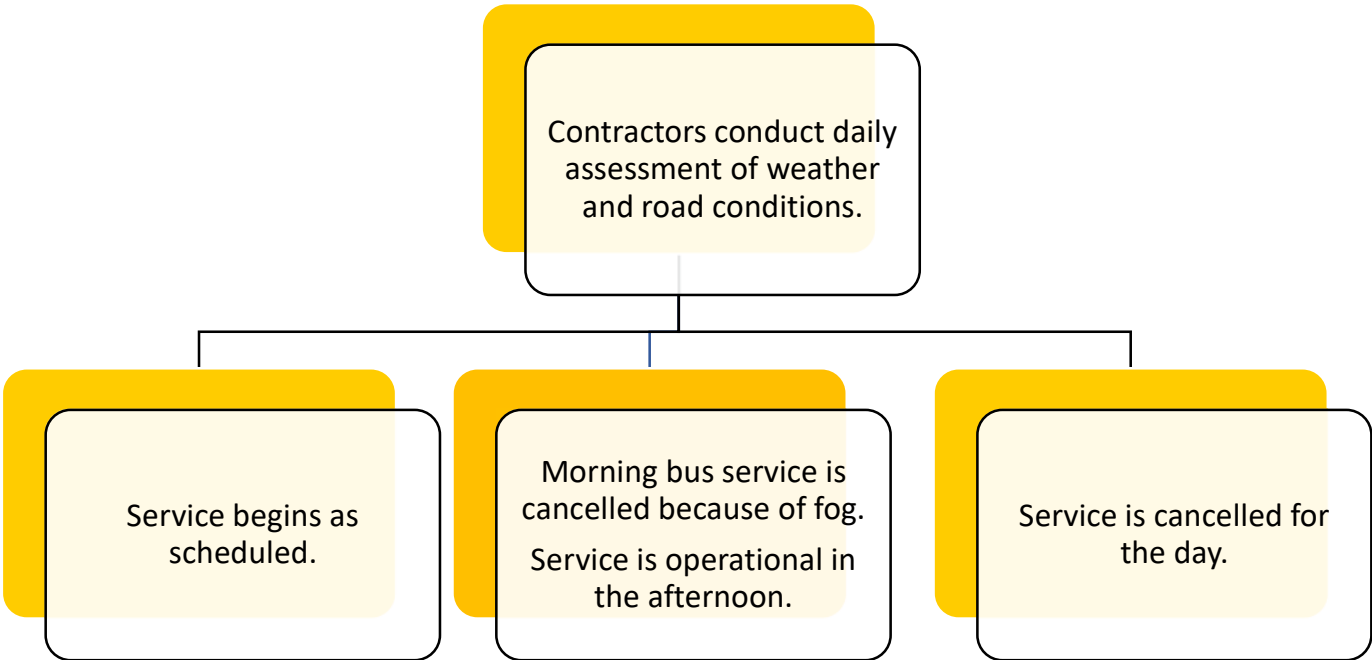 Contractors conduct daily
assessment of weather
and road conditions.
Service begins as
scheduled.
Morning bus service is
cancelled because of fog.
Service is operational in
the afternoon.
Service is cancelled for
the day.